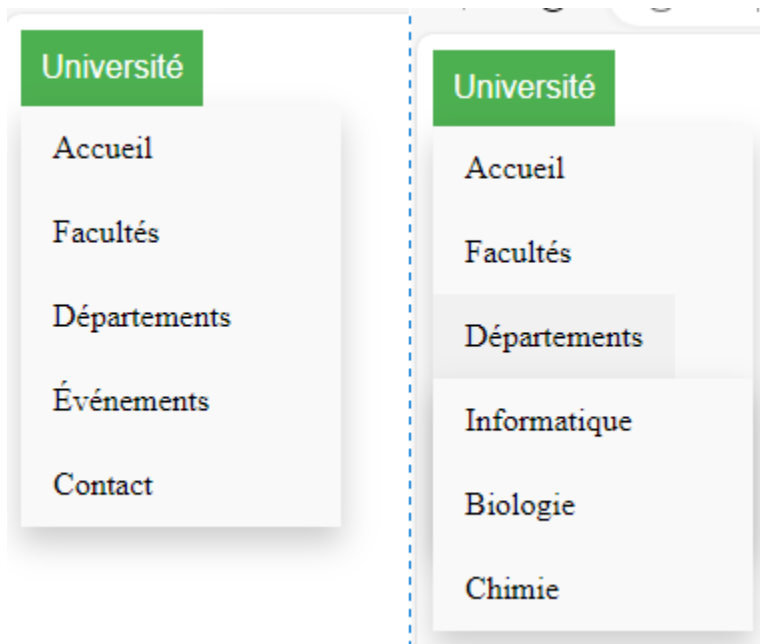 Université
Accueil
Facultés
Départements
Événements
Contact
Université
Accueil
Facultés
Départements
Informatique
Biologie
Chimie